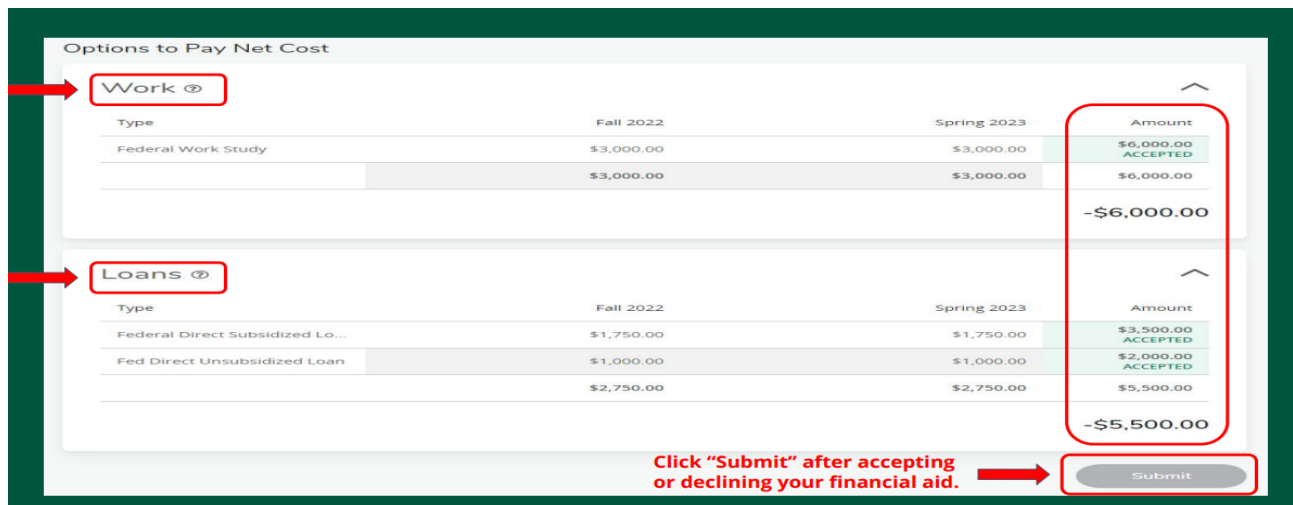 Options to Pay Net Cost
Work ?
Type Fall 2022 Spring 2023 Amount
Federal Work Study $3,000.00 $3,000.00 $6,000.00
ACCEPTED
$3,000.00 $3,000.00 $6,000.00
-$6,000.00
Loans ?
Type Fall 2022 Spring 2023 Amount
Federal Direct Subsidized Lo... $1,750.00 $1,750.00 $3,500.00
ACCEPTED
Fed Direct Unsubsidized Loan $1,000.00 $1,000.00 $2,000.00
ACCEPTED
$2,750.00 $2,750.00 $5,500.00
-$5,500.00
Click “Submit” after accepting
or declining your financial aid.
Submit